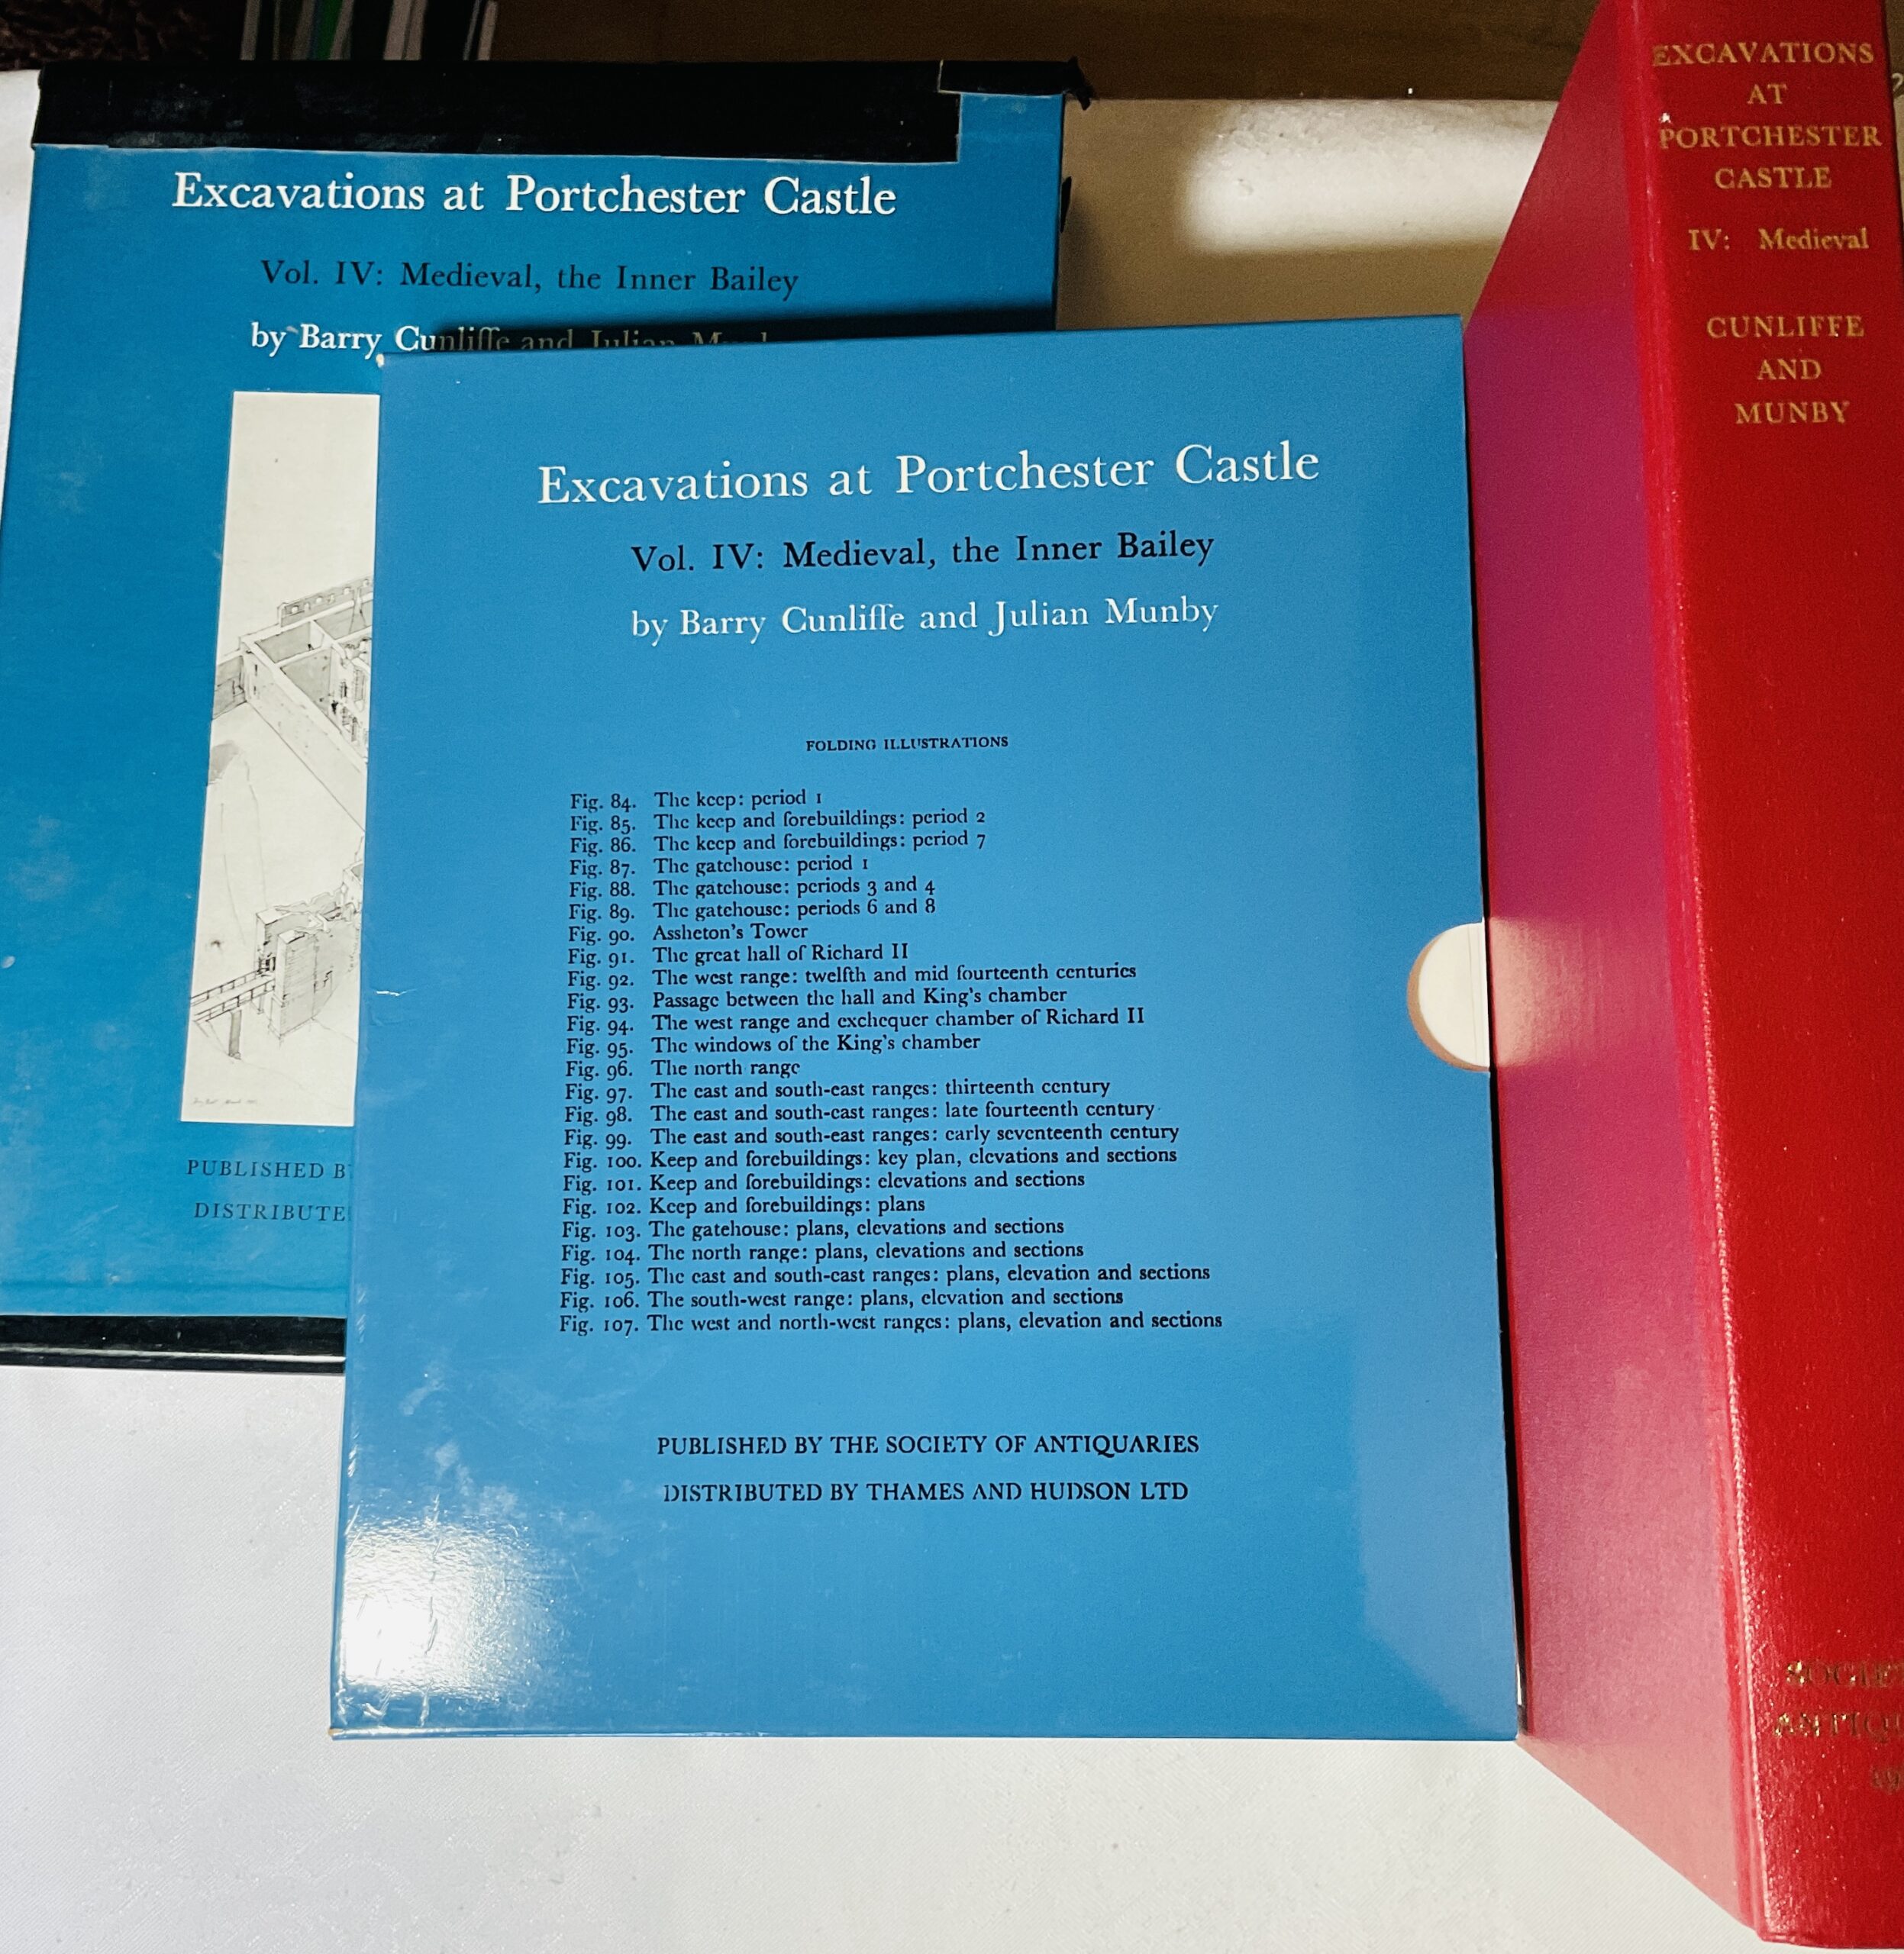 Excavations at Portchester Castle
Vol. IV: Medieval, the Inner Bailey
by Barry Cunliffe and Julian
PUBLISHED
Excavations at Portchester Castle
Vol. IV: Medieval, the Inner Bailey
by Barry Cunliffe and Julian Munby
FOLDING ILLUSTRATIONS
Fig. 84. The keep: period 1
Fig. 85. The keep and forebuildings: period 2
Fig. 86. The keep and forebuildings: period 7
Fig. 87. The gatehouse: period 1
Fig. 88. The gatehouse: periods 3 and 4
Fig. 89. The gatehouse: periods 6 and 8
Fig. 90. Assheton's Tower
Fig. 91. The great hall of Richard II
Fig. 92. The west range: twelfth and mid fourteenth centuries
Fig. 93. Passage between the hall and King's chamber
Fig. 94. The west range and exchequer chamber of Richard II
Fig. 95. The windows of the King's chamber
Fig. 96. The north range
Fig. 97. The east and south-east ranges: thirteenth century
Fig. 98. The east and south-east ranges: late fourteenth century
Fig. 99. The east and south-east ranges: early seventeenth century
Fig. 100. Keep and forebuildings: key plan, elevations and sections
Fig. 101. Keep and forebuildings: elevations and sections
Fig. 102. Keep and forebuildings: plans
Fig. 103. The gatehouse: plans, elevations and sections
Fig. 104. The north range: plans, elevations and sections
Fig. 105. The east and south-east ranges: plans, elevation and sections
Fig. 106. The south-west range: plans, elevation and sections
Fig. 107. The west and north-west ranges: plans, elevation and sections
PUBLISHED BY THE SOCIETY OF ANTIQUARIES
DISTRIBUTED BY THAMES AND HUDSON LTD
EXCAVATIONS
AT
PORTCHESTER
CASTLE
IV: Medieval
CUNLIFFE
AND
MUNBY